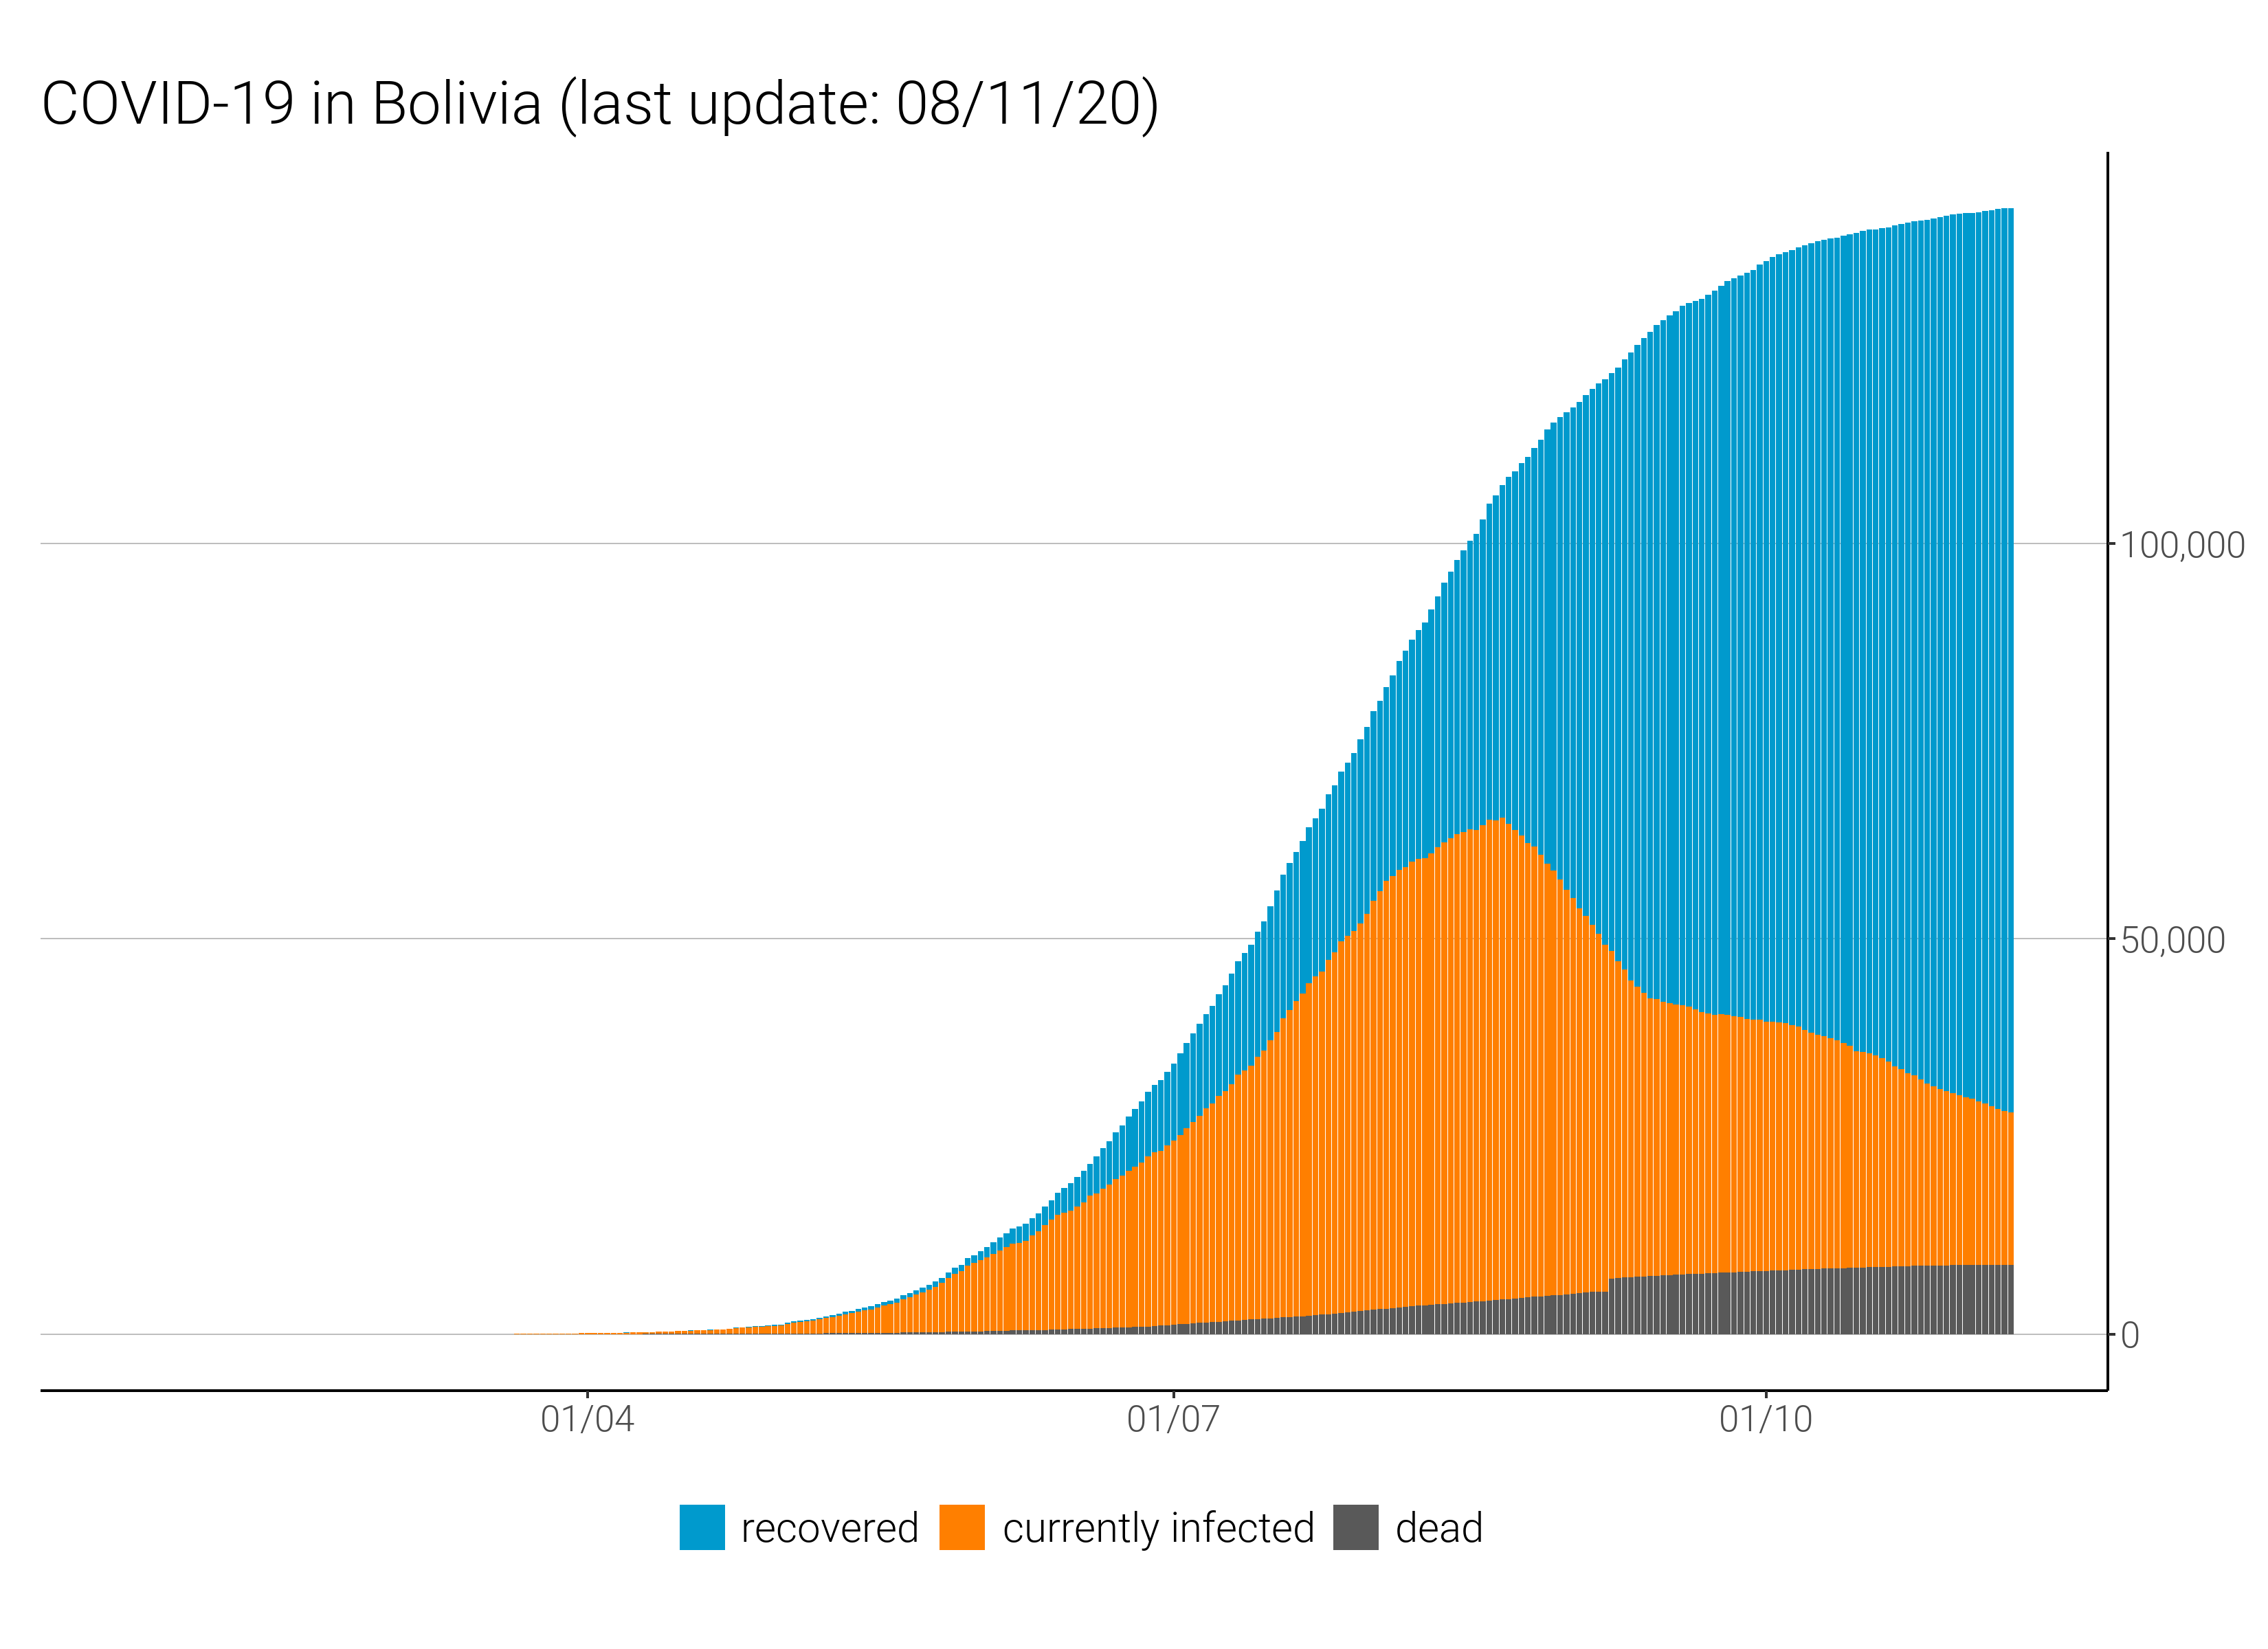 COVID-19 in Bolivia (last update: 08/11/20)
100,000
50,000
0
01/04 01/07 01/10
recovered currently infected dead